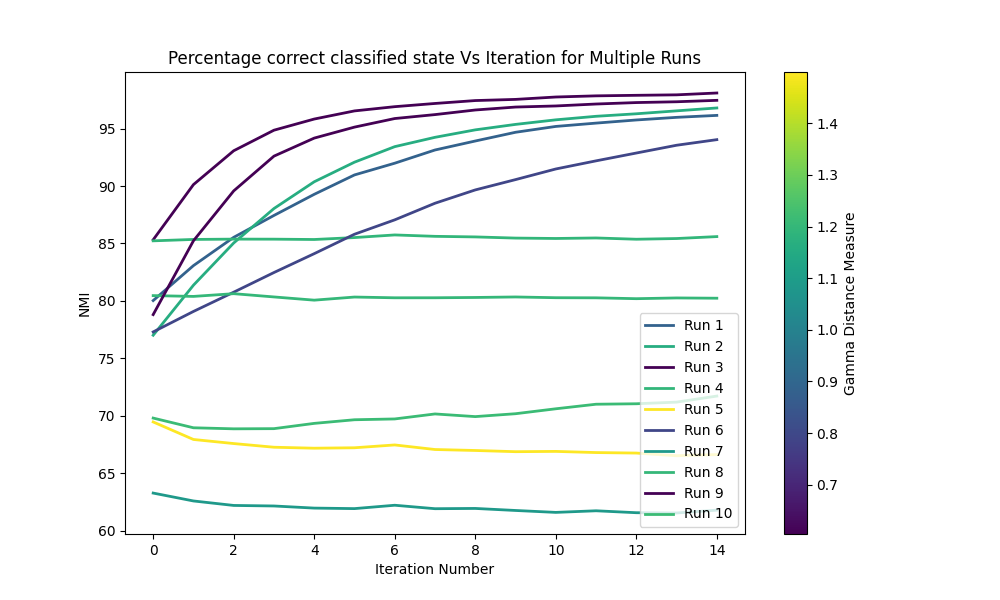 Percentage correct classified state Vs Iteration for Multiple Runs
NMI
95
90
85
80
75
70
65
60
0 2 4 6 8 10 12 14
Iteration Number
Run 1
Run 2
Run 3
Run 4
Run 5
Run 6
Run 7
Run 8
Run 9
Run 10
1.4
1.3
1.2
1.1
1.0
0.9
0.8
0.7
Gamma Distance Measure